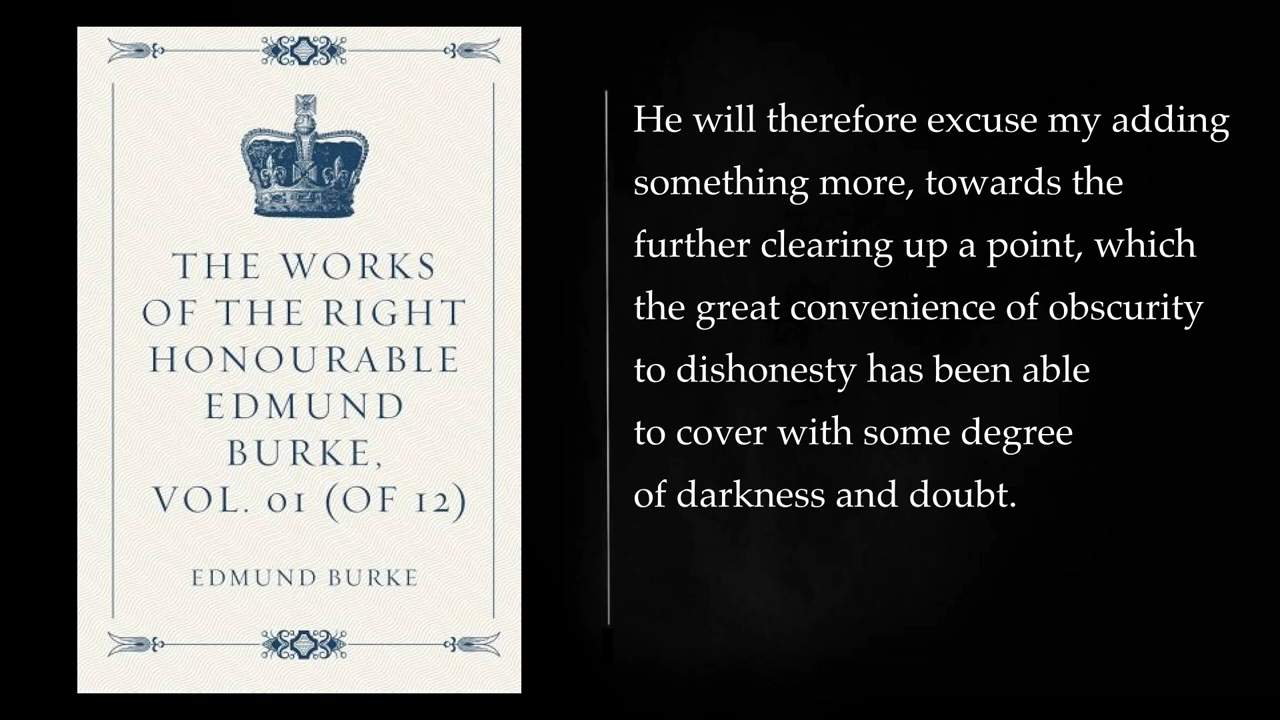 THE WORKS
OF THE RIGHT
HONOURABLE
EDMUND
BURKE,
VOL. 01 (OF 12)
EDMUND BURKE
He will therefore excuse my adding
something more, towards the
further clearing up a point, which
the great convenience of obscurity
to dishonesty has been able
to cover with some degree
of darkness and doubt.